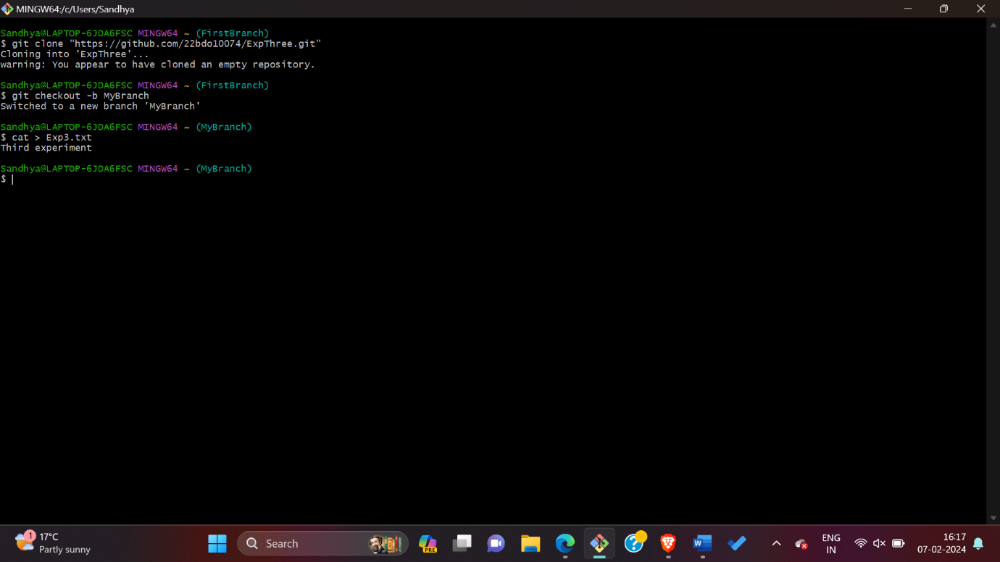 MINGW64:/c/Users/Sandhya
Sandhya@LAPTOP-6JDA6FSC MINGW64 ~ (FirstBranch)
$ git clone "https://github.com/22bdo10074/ExpThree.git"
Cloning into 'ExpThree'...
warning: You appear to have cloned an empty repository.
Sandhya@LAPTOP-6JDA6FSC MINGW64 ~ (FirstBranch)
$ git checkout -b MyBranch
Switched to a new branch 'MyBranch'
Sandhya@LAPTOP-6JDA6FSC MINGW64 ~ (MyBranch)
$ cat > Exp3.txt
Third experiment
Sandhya@LAPTOP-6JDA6FSC MINGW64 ~ (MyBranch)
$
1
17°C
Partly sunny
Search
PRE
W
ENG
IN
16:17
07-02-2024